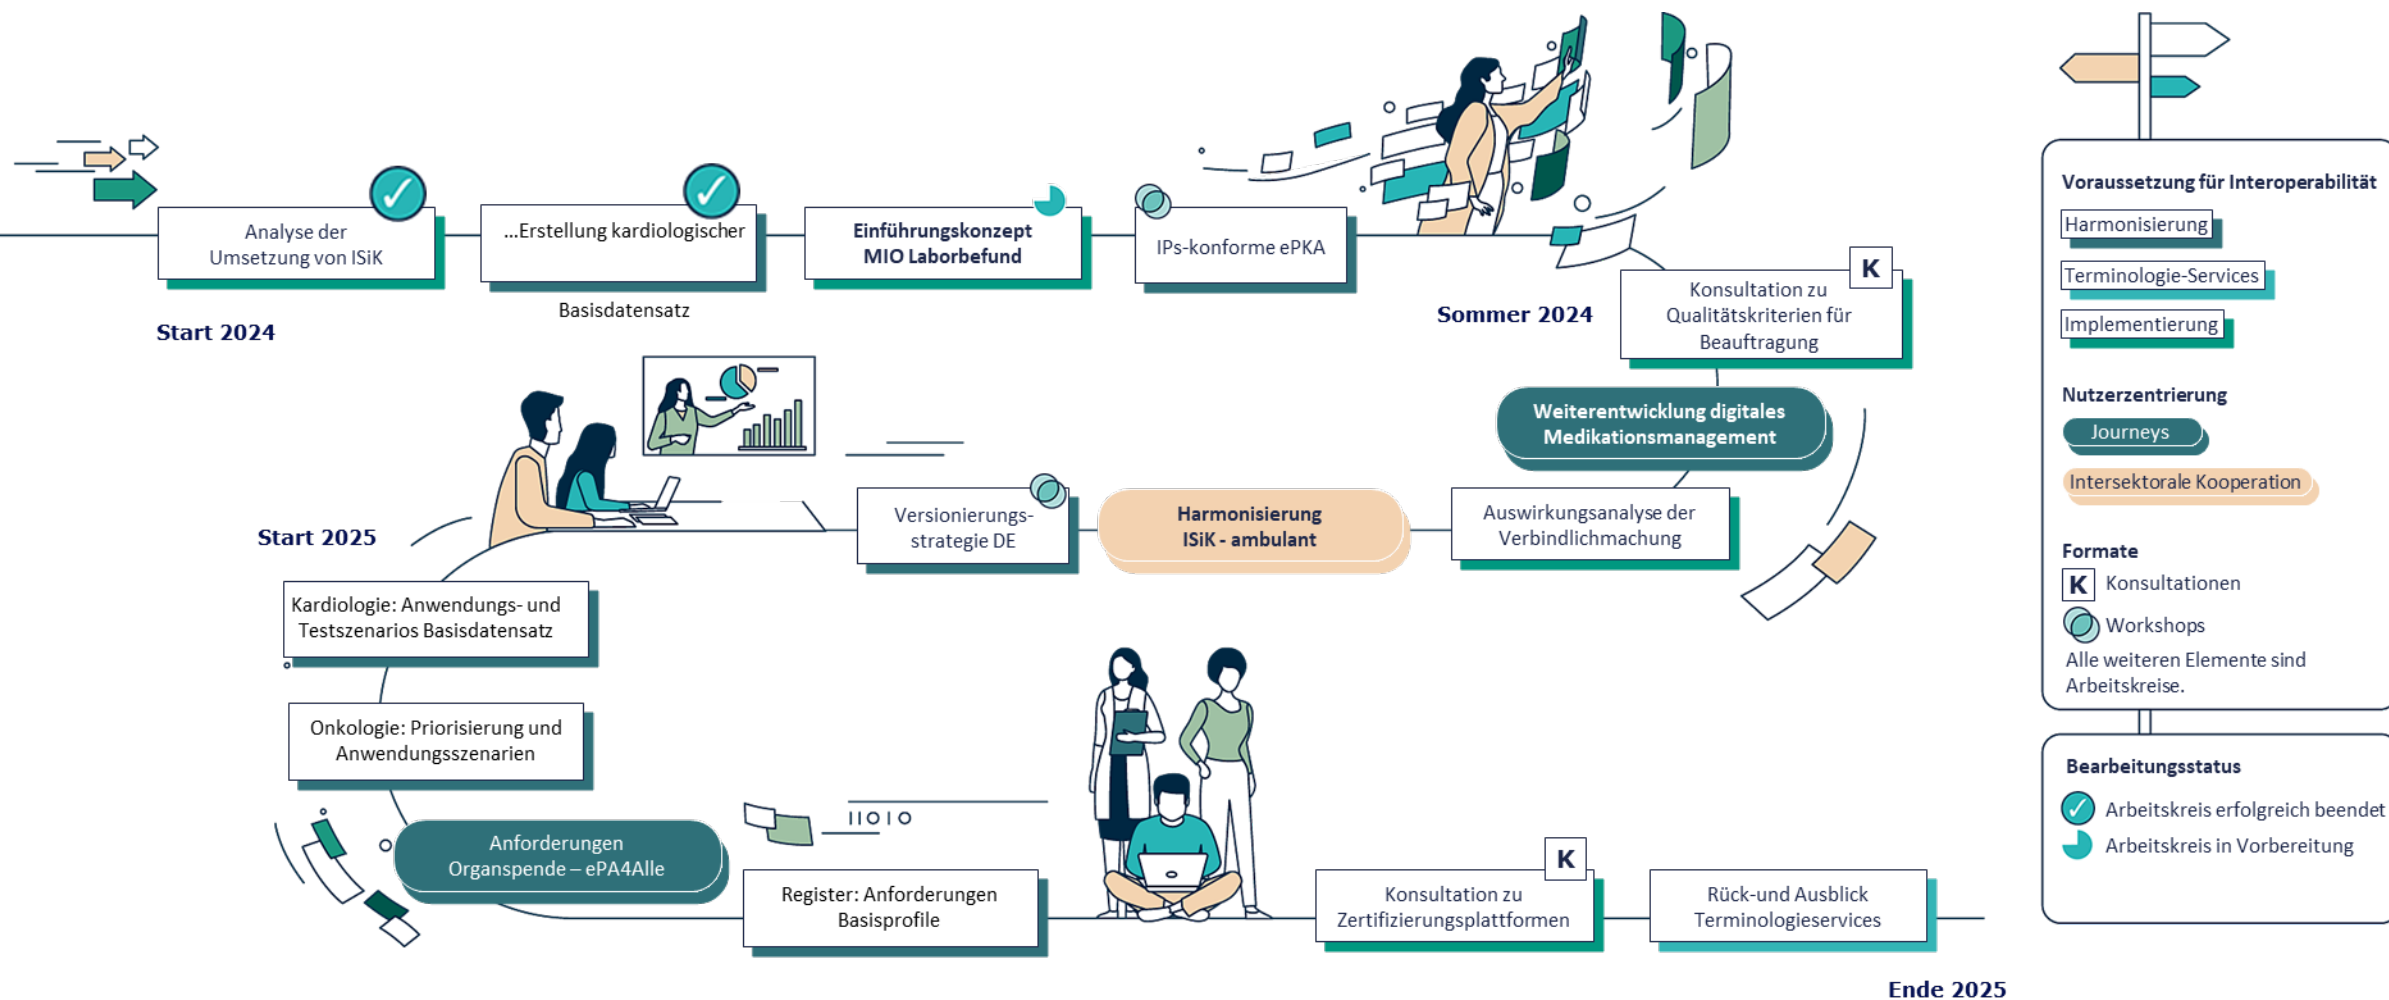 Analyse der
Umsetzung von ISiK
...Erstellung kardiologischer
Basisdatensatz
Einführungskonzept
MIO Laborbefund
IPs-konforme ePKA
Start 2024
Sommer 2024
K
Konsultation zu
Qualitätskriterien für
Beauftragung
Weiterentwicklung digitales
Medikationsmanagement
Auswirkungsanalyse der
Verbindlichmachung
Harmonisierung
ISiK - ambulant
Versionierungs-
strategie DE
Start 2025
Kardiologie: Anwendungs- und
Testszenarios Basisdatensatz
Onkologie: Priorisierung und
Anwendungsszenarien
Anforderungen
Organspende – ePA4Alle
IIOIO
Register: Anforderungen
Basisprofile
K
Konsultation zu
Zertifizierungsplattformen
Rück-und Ausblick
Terminologieservices
Ende 2025
Voraussetzung für Interoperabilität
Harmonisierung
Terminologie-Services
Implementierung
Nutzerzentrierung
Journeys
Intersektorale Kooperation
Formate
K Konsultationen
Workshops
Alle weiteren Elemente sind
Arbeitskreise.
Bearbeitungsstatus
Arbeitskreis erfolgreich beendet
Arbeitskreis in Vorbereitung